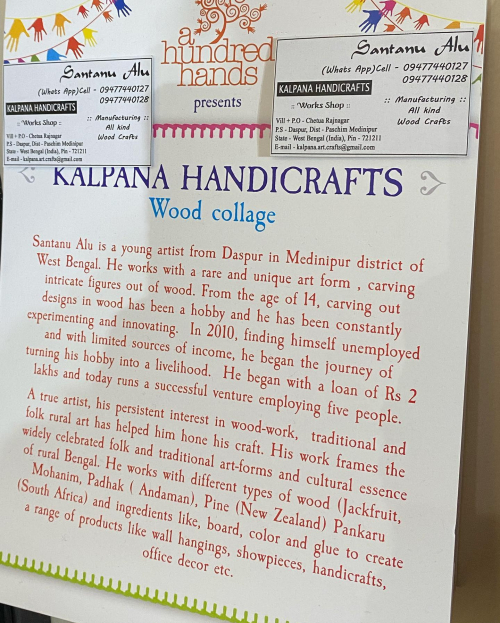 a
hundred
hands
presents
Santanu Alu
(Whats App)Cell - 09477440127
09477440128
KALPANA HANDICRAFTS
:: Works Shop ::
:: Manufacturing ::
All kind
Wood Crafts
Vill + P.O - Chetua Rajnagar
P.S - Daspur, Dist - Paschim Medinipur
State - West Bengal (India), Pin - 721211
E-mail - kalpana.art.crafts@gmail.com
Santanu Alu
(Whats App)Cell - 09477440127
09477440128
KALPANA HANDICRAFTS
:: Works Shop ::
:: Manufacturing ::
All kind
Wood Crafts
Vill + P.O - Chetua Rajnagar
P.S - Daspur, Dist - Paschim Medinipur
State - West Bengal (India), Pin - 721211
E-mail - kalpana.art.crafts@gmail.com
KALPANA HANDICRAFTS
Wood collage
Santanu Alu is a young artist from Daspur in Medinipur district of
West Bengal. He works with a rare and unique art form , carving
intricate figures out of wood. From the age of 14, carving out
designs in wood has been a hobby and he has been constantly
experimenting and innovating. In 2010, finding himself unemployed
and with limited sources of income, he began the journey of
turning his hobby into a livelihood. He began with a loan of Rs 2
lakhs and today runs a successful venture employing five people.
A true artist, his persistent interest in wood-work, traditional and
folk rural art has helped him hone his craft. His work frames the
widely celebrated folk and traditional art-forms and cultural essence
of rural Bengal. He works with different types of wood (Jackfruit,
Mohanim, Padhak ( Andaman), Pine (New Zealand) Pankaru
(South Africa) and ingredients like, board, color and glue to create
a range of products like wall hangings, showpieces, handicrafts,
office decor etc.